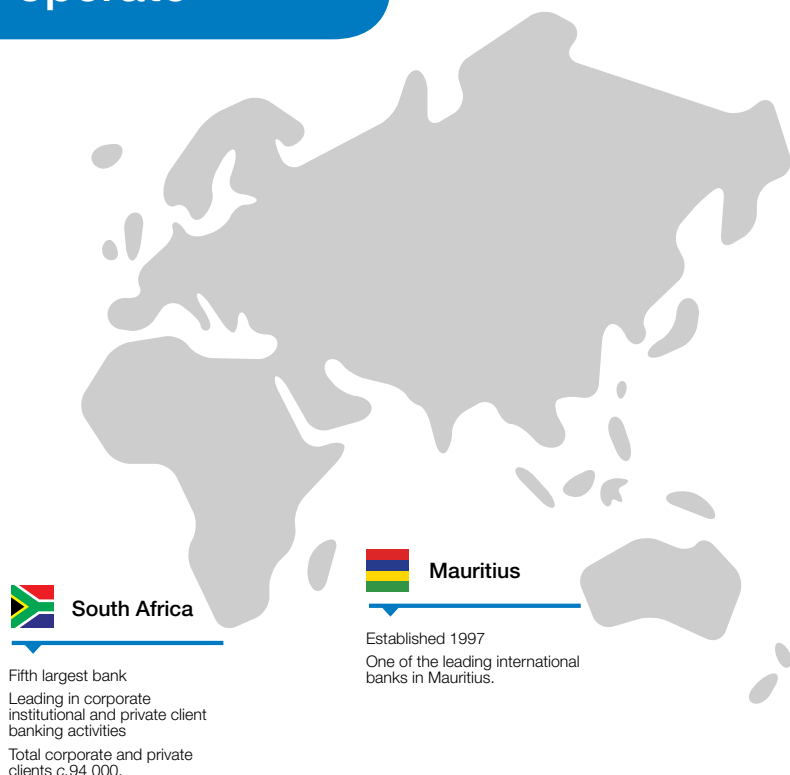 operate
South Africa
Fifth largest bank
Leading in corporate
institutional and private client
banking activities
Total corporate and private
clients c.94 000.
Mauritius
Established 1997
One of the leading international
banks in Mauritius.